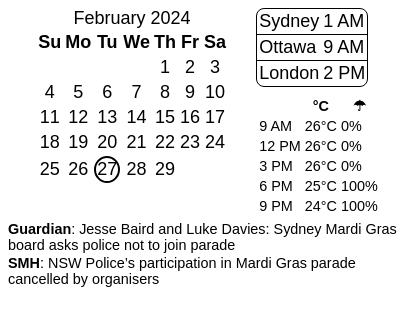 February 2024
Su Mo Tu We Th Fr Sa
1 2 3
4 5 6 7 8 9 10
11 12 13 14 15 16 17
18 19 20 21 22 23 24
25 26 27 28 29
Sydney 1 AM
Ottawa 9 AM
London 2 PM
°C ☂
9 AM 26°C 0%
12 PM 26°C 0%
3 PM 26°C 0%
6 PM 25°C 100%
9 PM 24°C 100%
Guardian: Jesse Baird and Luke Davies: Sydney Mardi Gras
board asks police not to join parade
SMH: NSW Police's participation in Mardi Gras parade
cancelled by organisers